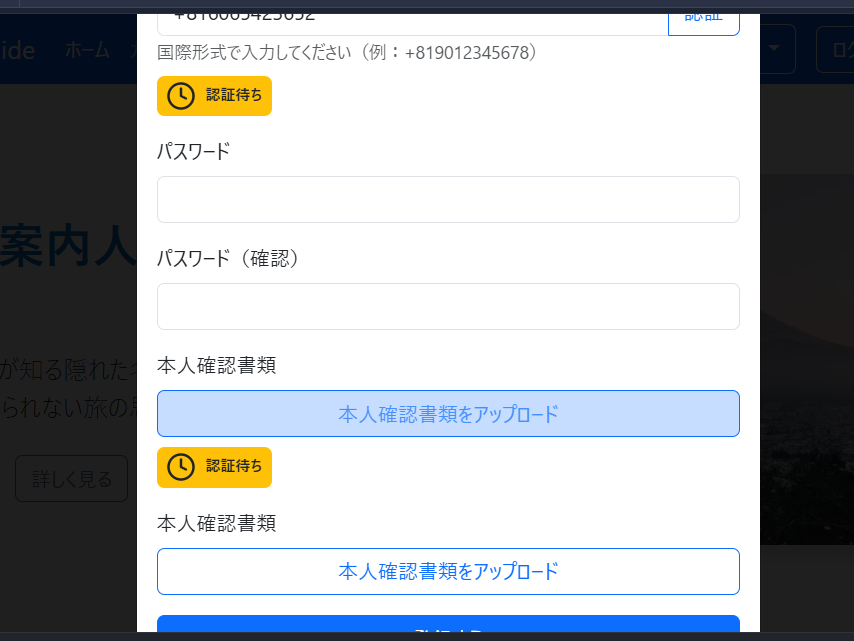 ide
ホーム
認証
国際形式で入力してください（例：+819012345678）
認証待ち
パスワード
パスワード（確認）
案内人
本人確認書類
が知る隠れた
られない旅の
本人確認書類をアップロード
認証待ち
詳しく見る
本人確認書類
本人確認書類をアップロード